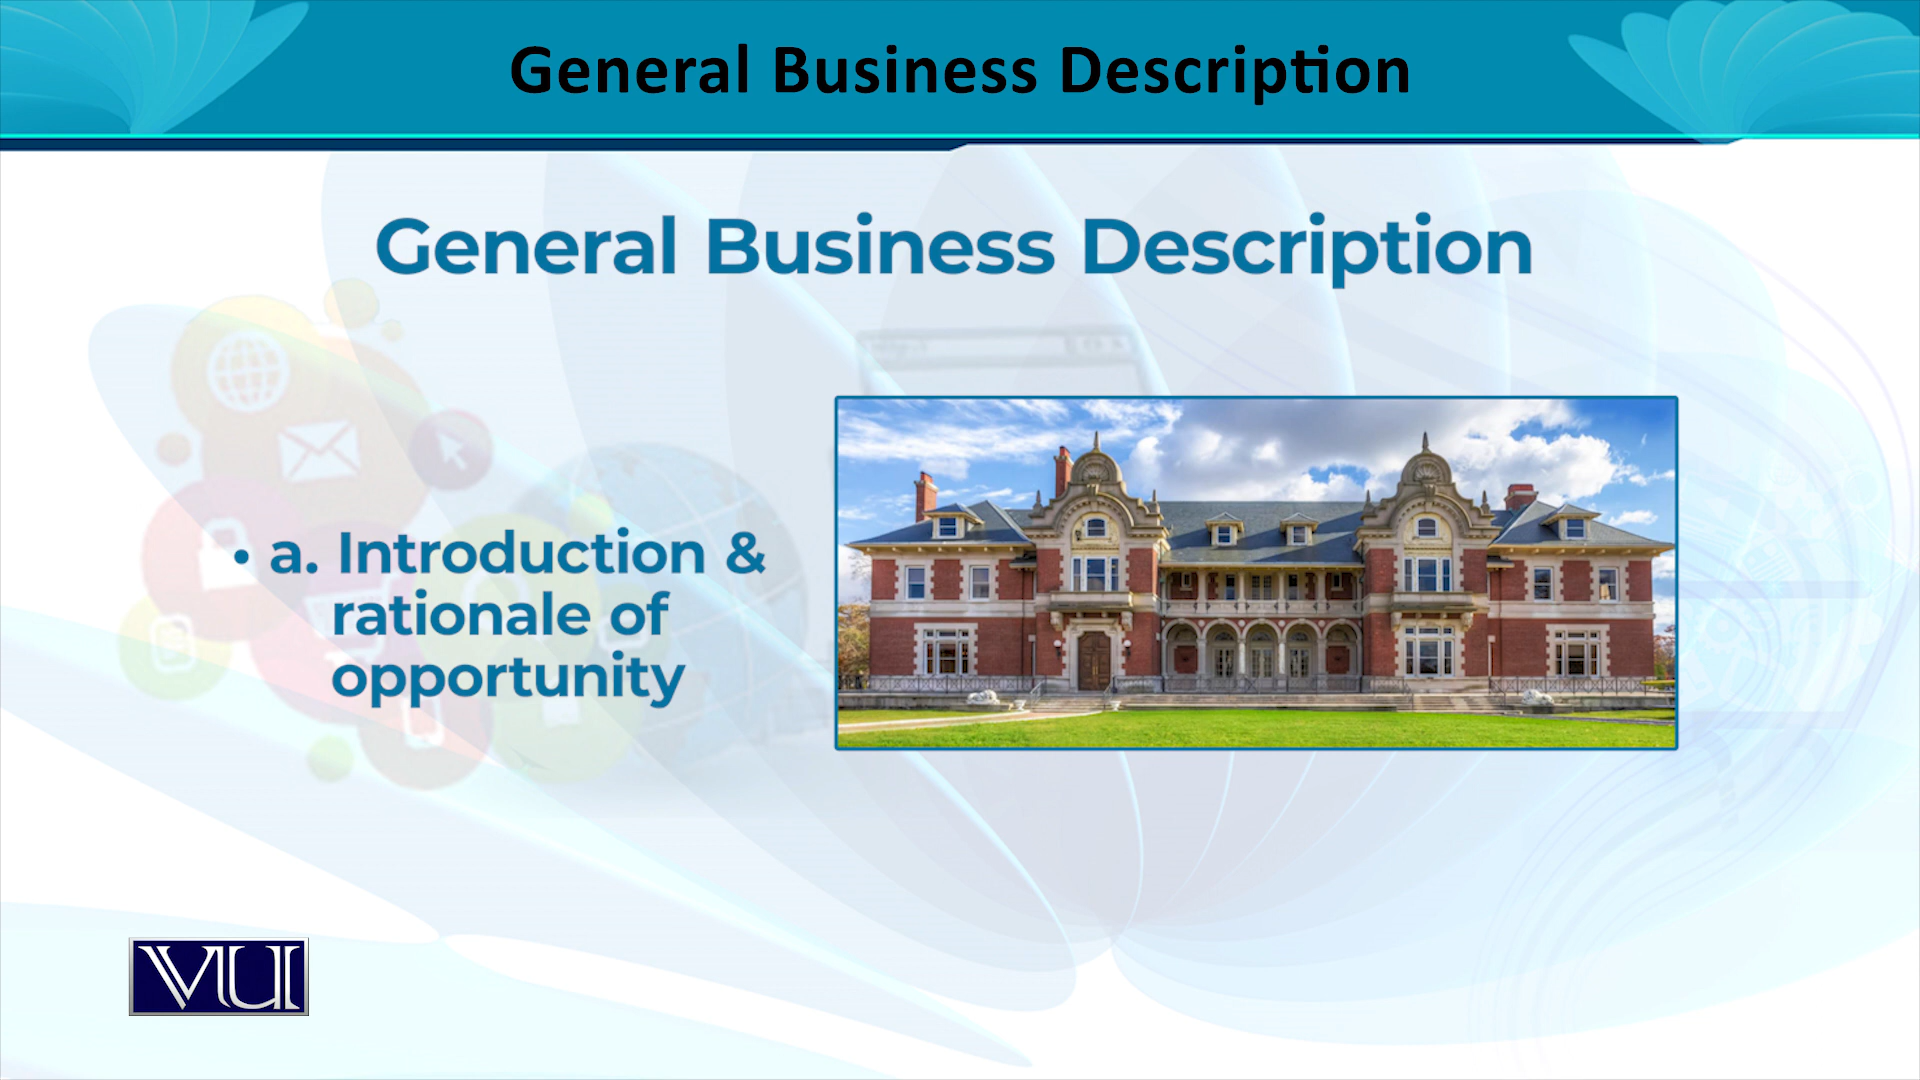 General Business Description
General Business Description
• a. Introduction &
rationale of
opportunity
VU